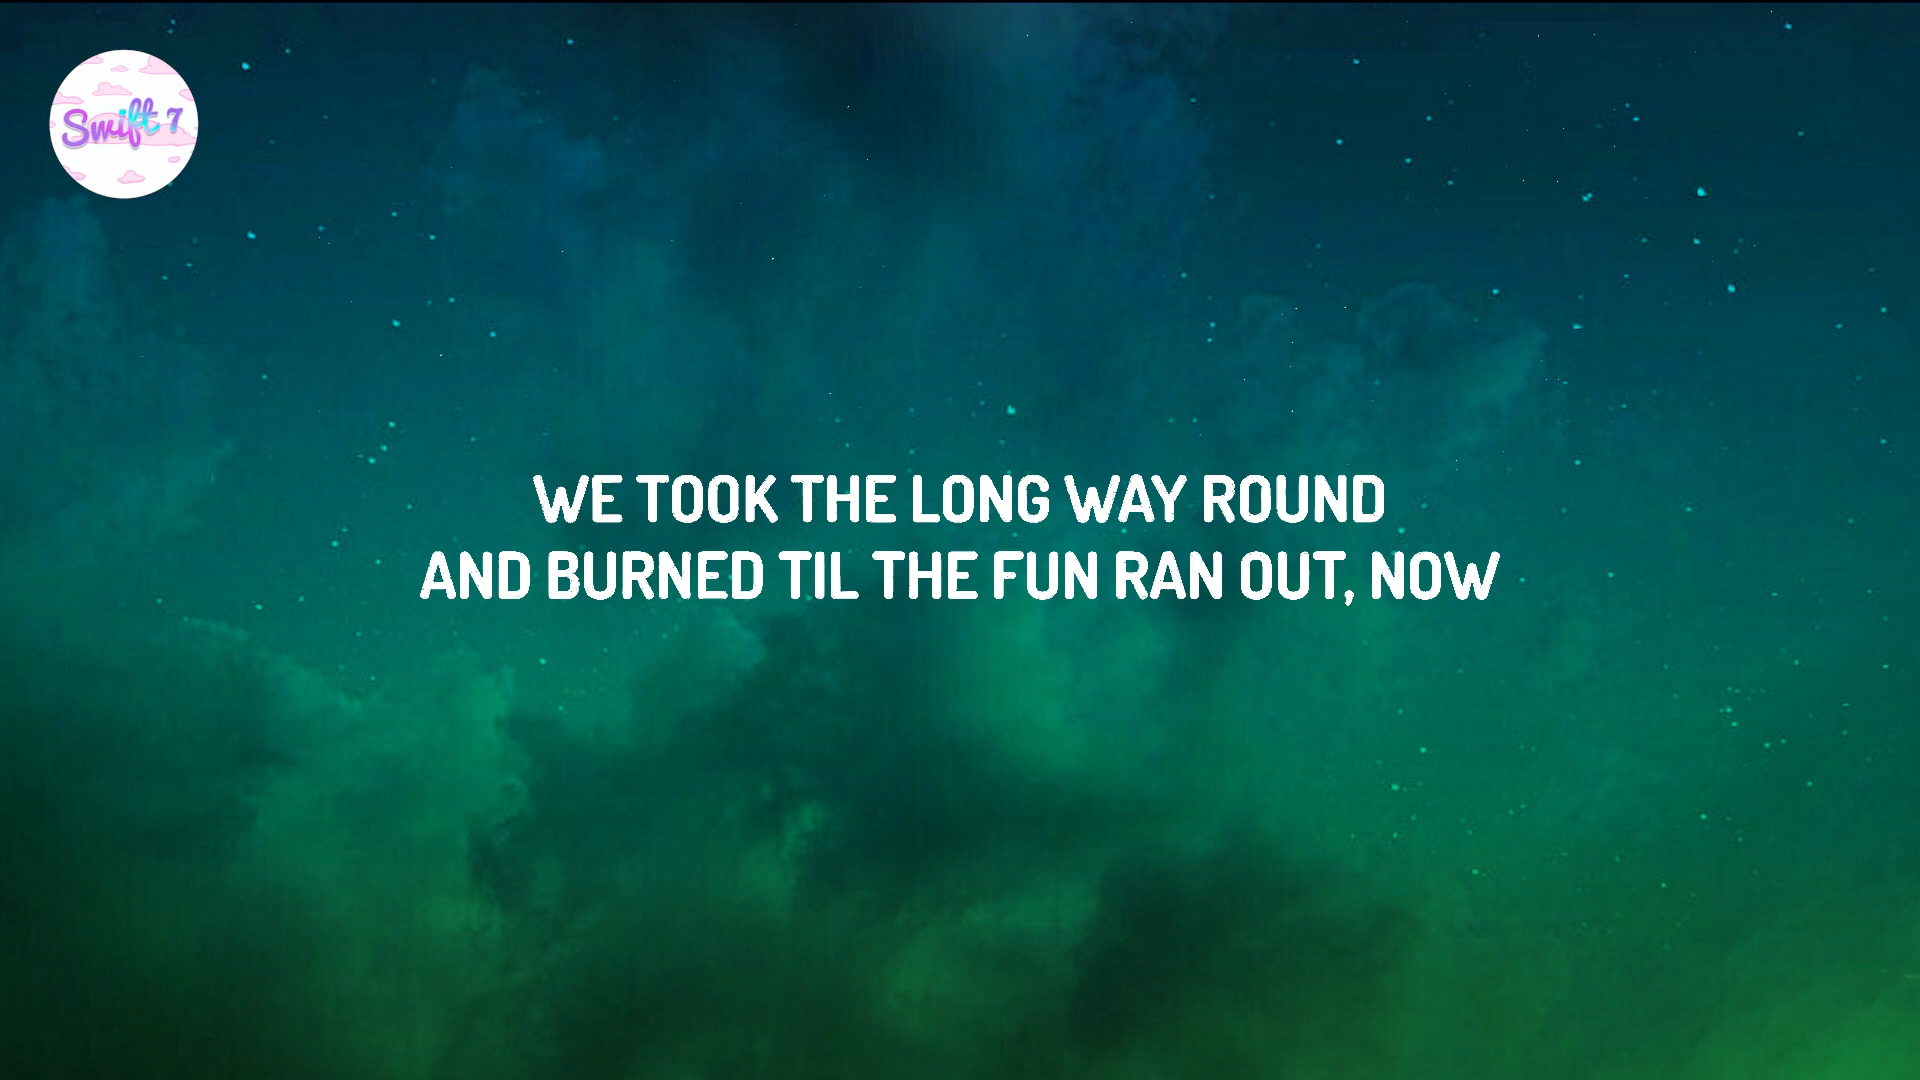 Swift 7
WE TOOK THE LONG WAY ROUND
AND BURNED TIL THE FUN RAN OUT, NOW